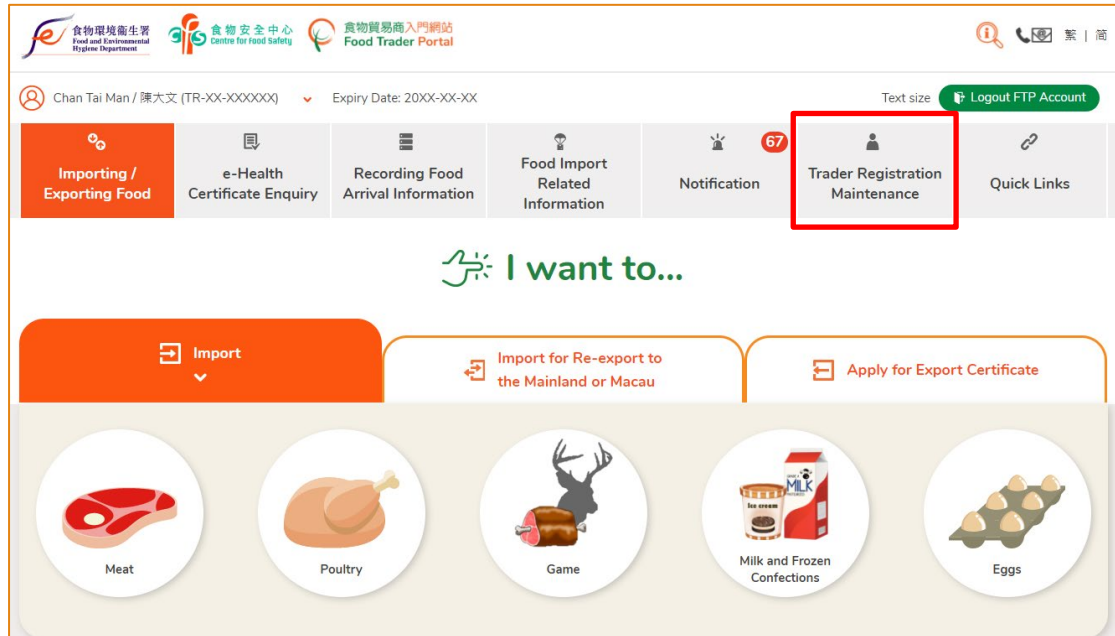 食物環境衞生署
Food and Environmental
Hygiene Department
食物安全中心
Centre for Food Safety
食物貿易商入門網站
Food Trader Portal
繁 | 简
Chan Tai Man / 陳大文 (TR-XX-XXXXXX)
Expiry Date: 20XX-XX-XX
Text size
Logout FTP Account
Importing /
Exporting Food
e-Health
Certificate Enquiry
Recording Food
Arrival Information
Food Import
Related
Information
67
Notification
Trader Registration
Maintenance
Quick Links
I want to...
Import
Import for Re-export to
the Mainland or Macau
Apply for Export Certificate
Meat
Poultry
Game
Ice cream
MILK
Milk and Frozen
Confections
Eggs